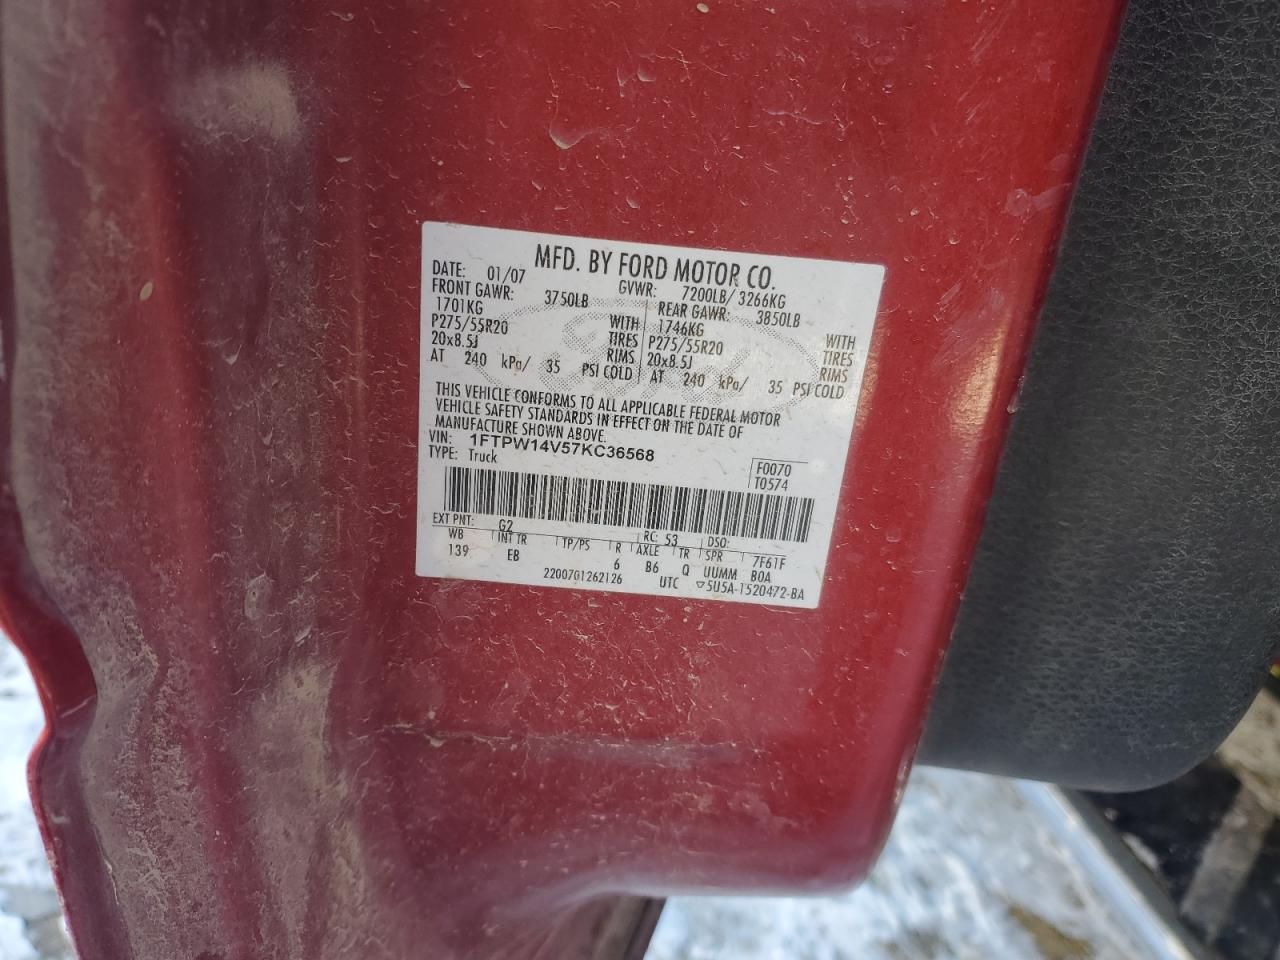 MFD. BY FORD MOTOR CO.
DATE: 01/07 GVWR: 7200LB/ 3266KG
FRONT GAWR: 3750LB REAR GAWR: 3850LB
1701KG WITH 1746KG WITH
P275/55R20 TIRES P275/55R20 TIRES
20x8.5J RIMS 20x8.5J RIMS
AT 240 kPa/ 35 PSI COLD AT 240 kPa/ 35 PSI COLD
THIS VEHICLE CONFORMS TO ALL APPLICABLE FEDERAL MOTOR
VEHICLE SAFETY STANDARDS IN EFFECT ON THE DATE OF
MANUFACTURE SHOWN ABOVE.
VIN: 1FTPW14V57KC36568
TYPE: Truck
F0070
T0574
EXT PNT: G2 RC: 53 DSO:
WB INT TR TP/PS R AXLE TR SPR 7F61F
139 EB 6 B6 Q UUMM BOA
2200701262126 UTC ▽5U5A-1520472-BA